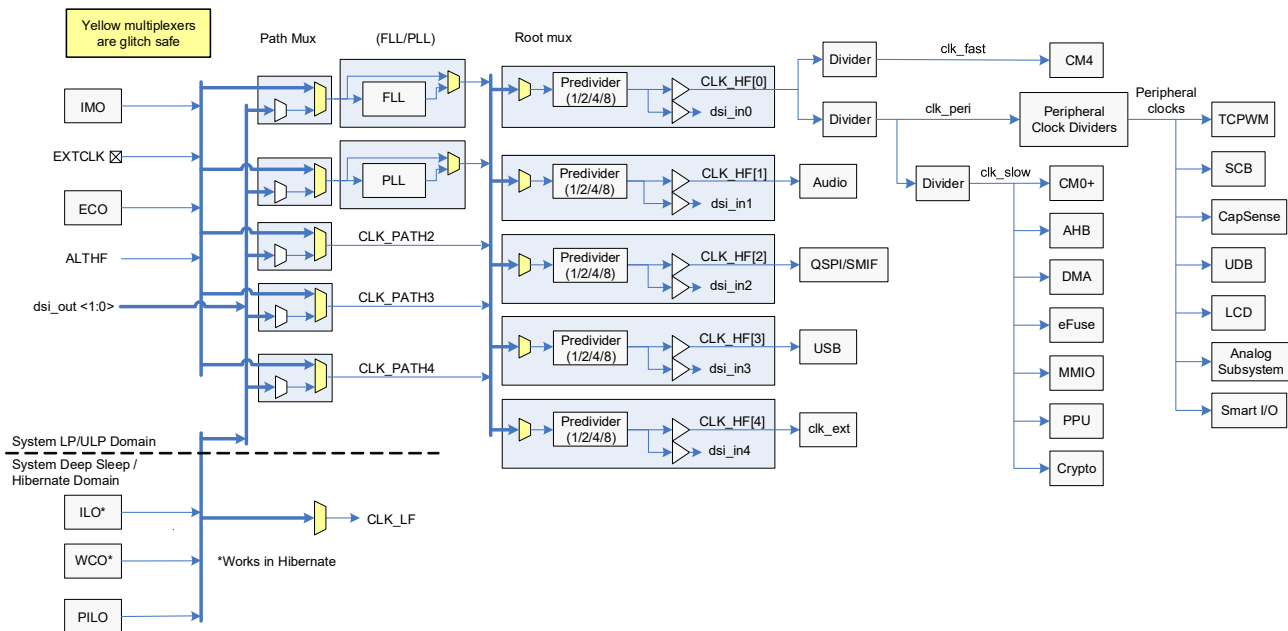 Yellow multiplexers
are glitch safe
Path Mux
(FLL/PLL)
Root mux
IMO
EXTCLK
ECO
ALTHF
dsi_out <1:0>
FLL
PLL
CLK_PATH2
CLK_PATH3
CLK_PATH4
Predivider
(1/2/4/8)
CLK_HF[0]
dsi_in0
Predivider
(1/2/4/8)
CLK_HF[1]
dsi_in1
Audio
Predivider
(1/2/4/8)
CLK_HF[2]
dsi_in2
QSPI/SMIF
Predivider
(1/2/4/8)
CLK_HF[3]
dsi_in3
USB
Predivider
(1/2/4/8)
CLK_HF[4]
dsi_in4
clk_ext
Divider
clk_fast
CM4
Divider
clk_peri
Peripheral
Clock Dividers
Peripheral
clocks
Divider
clk_slow
CM0+
AHB
DMA
eFuse
MMIO
PPU
Crypto
TCPWM
SCB
CapSense
UDB
LCD
Analog
Subsystem
Smart I/O
System LP/ULP Domain
System Deep Sleep /
Hibernate Domain
ILO*
WCO*
PILO
CLK_LF
*Works in Hibernate